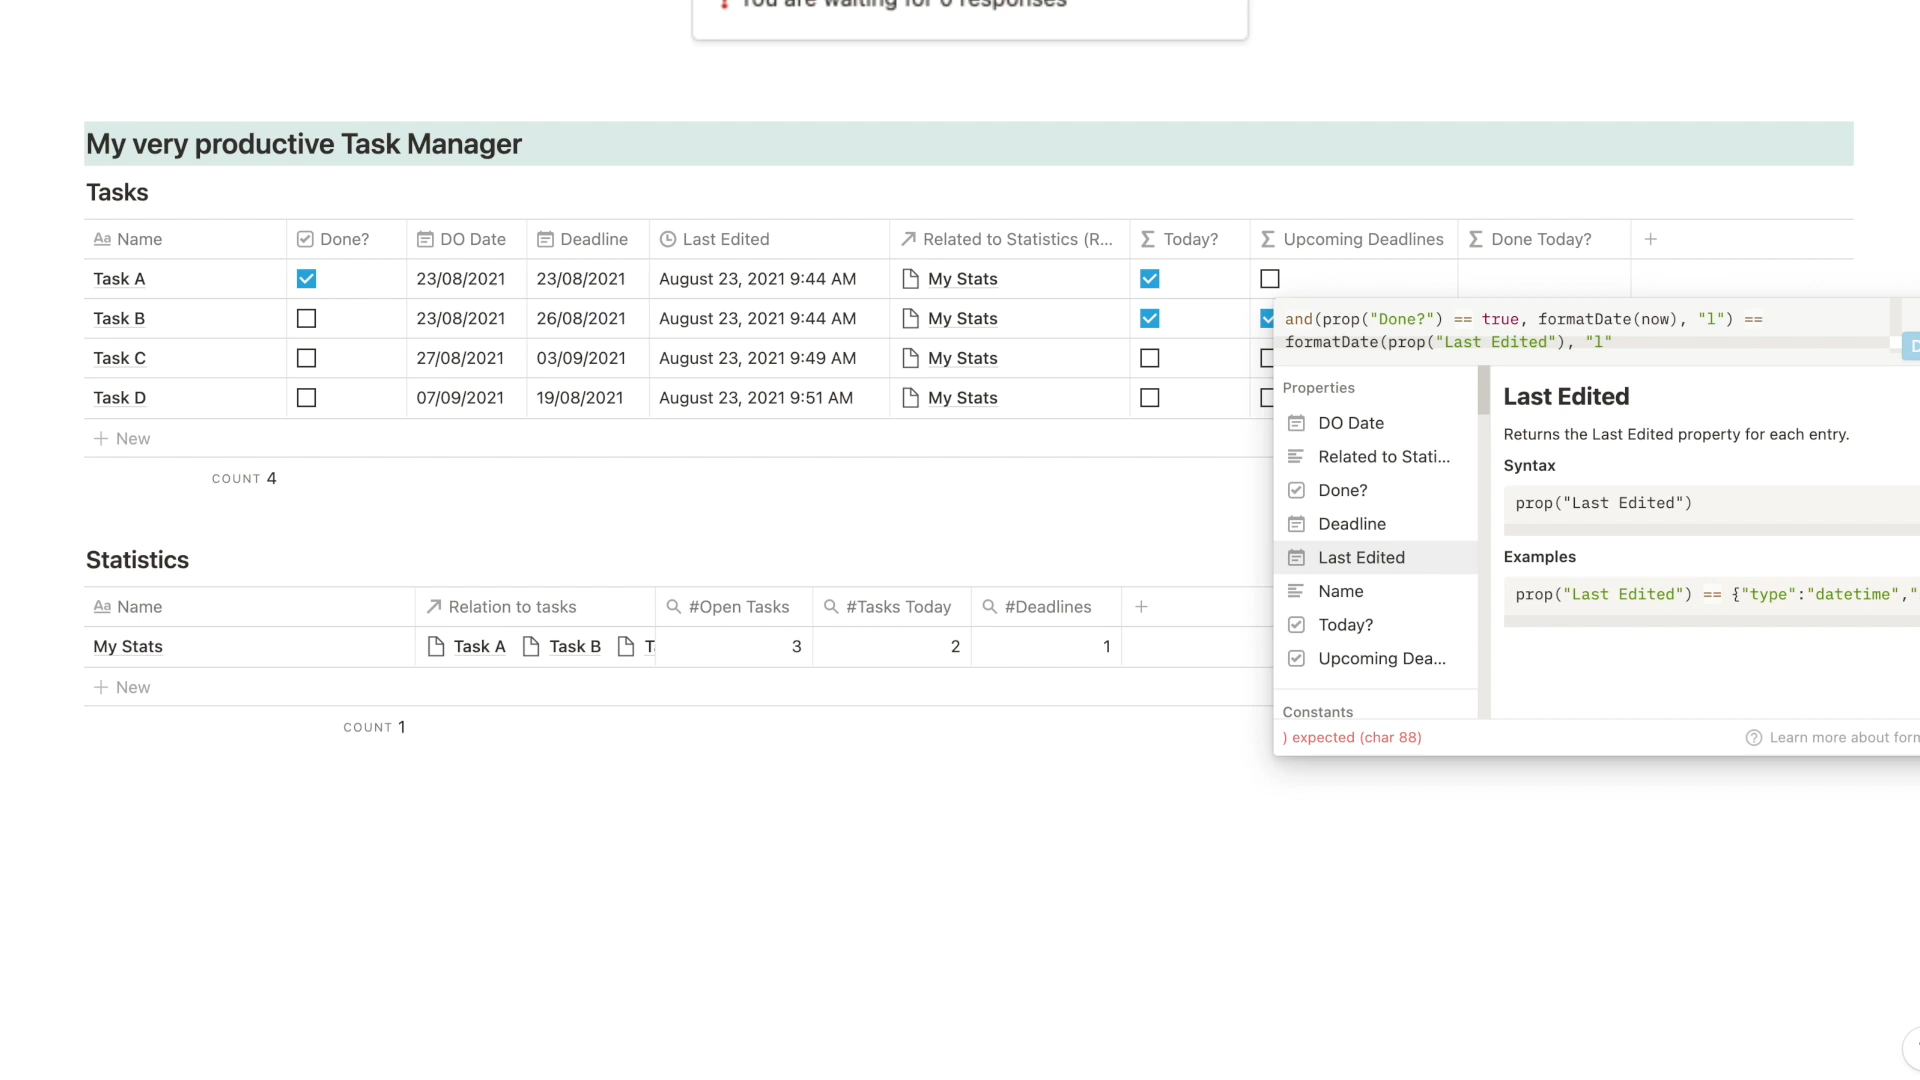 You are waiting for 0 responses
My very productive Task Manager
Tasks
Aa Name Done? DO Date Deadline Last Edited Related to Statistics (R... Today? Upcoming Deadlines Done Today?
Task A 23/08/2021 23/08/2021 August 23, 2021 9:44 AM My Stats
Task B 23/08/2021 26/08/2021 August 23, 2021 9:44 AM My Stats
Task C 27/08/2021 03/09/2021 August 23, 2021 9:49 AM My Stats
Task D 07/09/2021 19/08/2021 August 23, 2021 9:51 AM My Stats
+ New
COUNT 4
and(prop("Done?") == true, formatDate(now), "l") ==
formatDate(prop("Last Edited"), "l"
Properties
DO Date
Related to Stati...
Done?
Deadline
Last Edited
Name
Today?
Upcoming Dea...
Constants
Last Edited
Returns the Last Edited property for each entry.
Syntax
prop("Last Edited")
Examples
prop("Last Edited") == {"type":"datetime","
) expected (char 88)
Learn more about form
Statistics
Aa Name Relation to tasks #Open Tasks #Tasks Today #Deadlines
My Stats Task A Task B T 3 2 1
+ New
COUNT 1